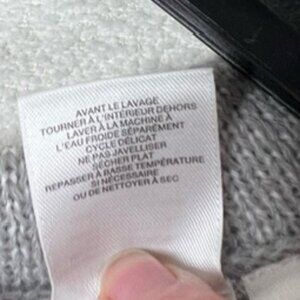 AVANT LE LAVAGE
TOURNER À L'INTÉRIEUR DEHORS
LAVER À LA MACHINE À
L'EAU FROIDE SÉPARÉMENT
CYCLE DÉLICAT
NE PAS JAVELLISER
SÉCHER PLAT
REPASSER À BASSE TEMPÉRATURE
SI NÉCESSAIRE
OU DE NETTOYER À SEC